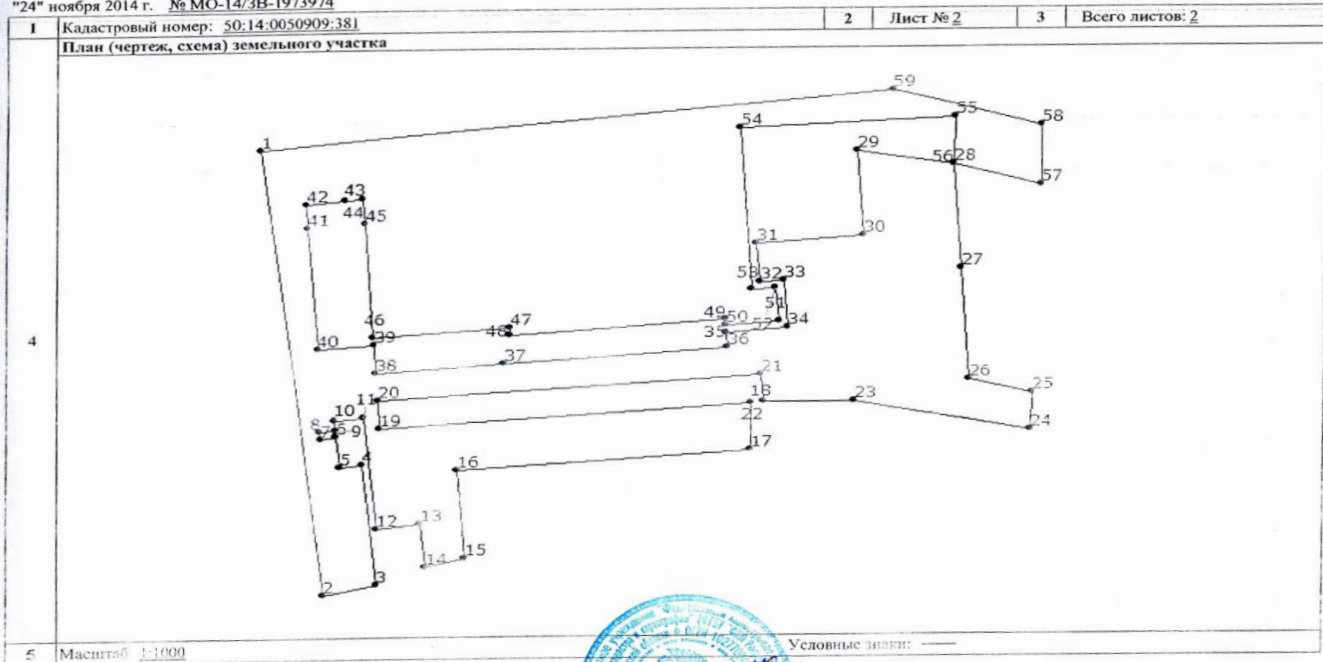 "24" ноября 2014 г. № МО-14/ЗВ-1973974
1 Кадастровый номер: 50:14:0050909:381 2 Лист № 2 3 Всего листов: 2
План (чертеж, схема) земельного участка
59
55
54 58
1 29
56 28
57
42 43
44 45
41
31 30
27
53 32 33
51
49 50 52 34
46 47
48
39 35 36
40
37
38 21 26 25
20 18 23
10 11
8 7 6 9 19 22 24
17
5 4 16
12 13
15
14
3
2
4
Условные знаки:
5 Масштаб 1:1000